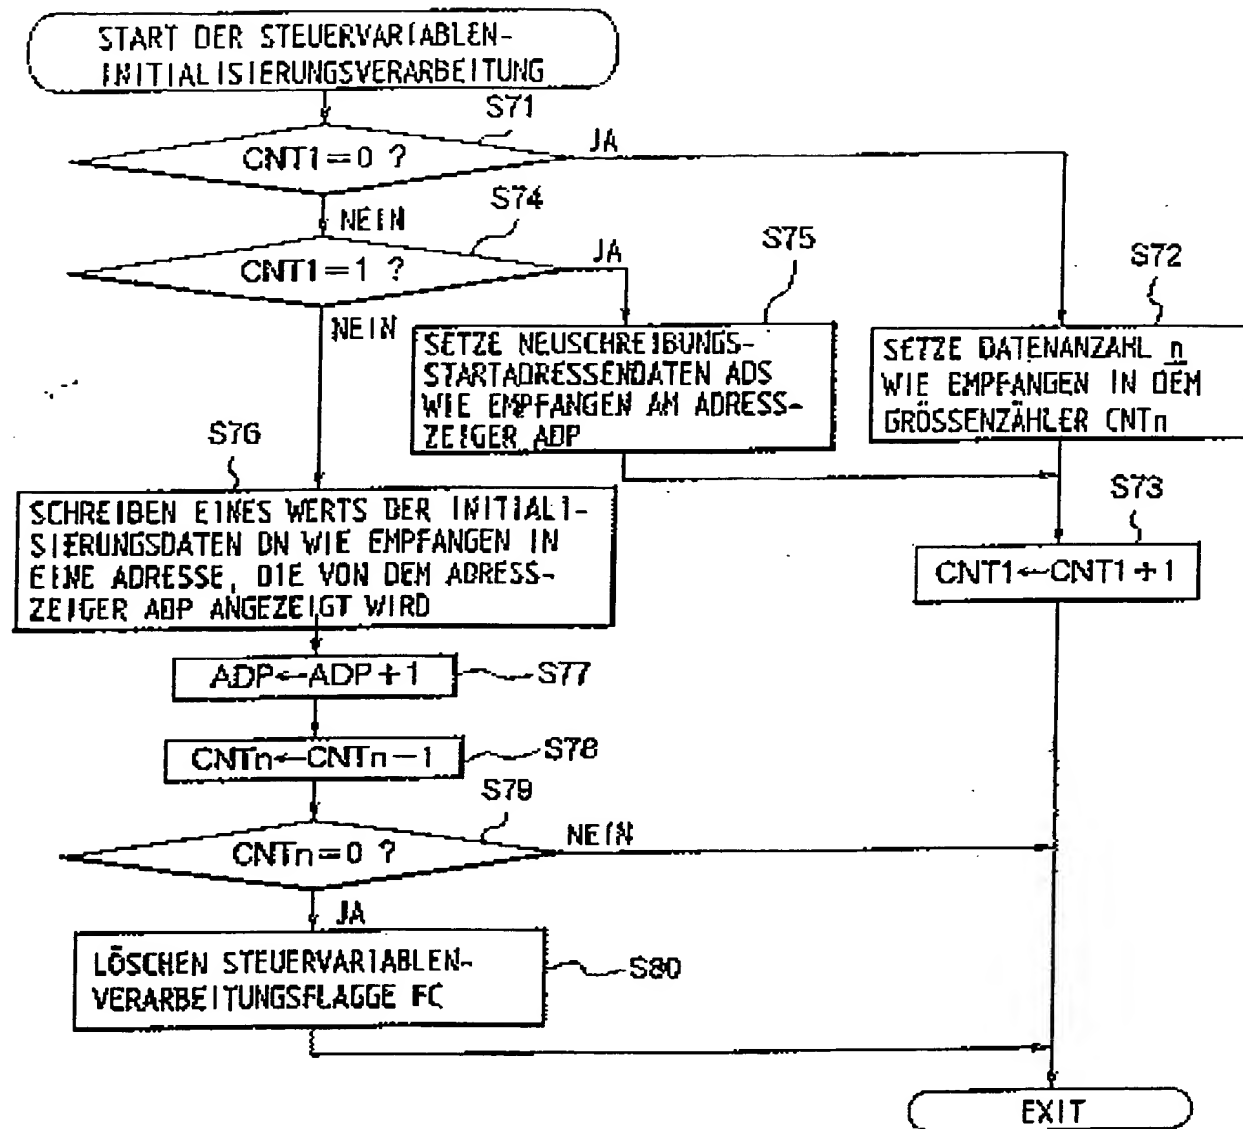 START DER STEUERVARIABLEN-
INITIALISIERUNGSVERARBEITUNG
S71
CNT1=0 ?
JA
NEIN
S74
CNT1=1 ?
JA
NEIN
S75
SETZE NEUSCHREIBUNGS-
STARTADRESSENDATEN ADS
WIE EMPFANGEN AM ADRESS-
ZEIGER ADP
S72
SETZE DATENANZAHL n
WIE EMPFANGEN IN DEM
GRÖSSENZÄHLER CNTn
S73
CNT1←CNT1+1
S76
SCHREIBEN EINES WERTS DER INITIALI-
SIERUNGSDATEN DN WIE EMPFANGEN IN
EINE ADRESSE, DIE VON DEM ADRESS-
ZEIGER ADP ANGEZEIGT WIRD
ADP←ADP+1
S77
CNTn←CNTn-1
S78
S79
CNTn=0 ?
NEIN
JA
LÖSCHEN STEUERVARIABLEN-
VERARBEITUNGSFLAGGE FC
S80
EXIT